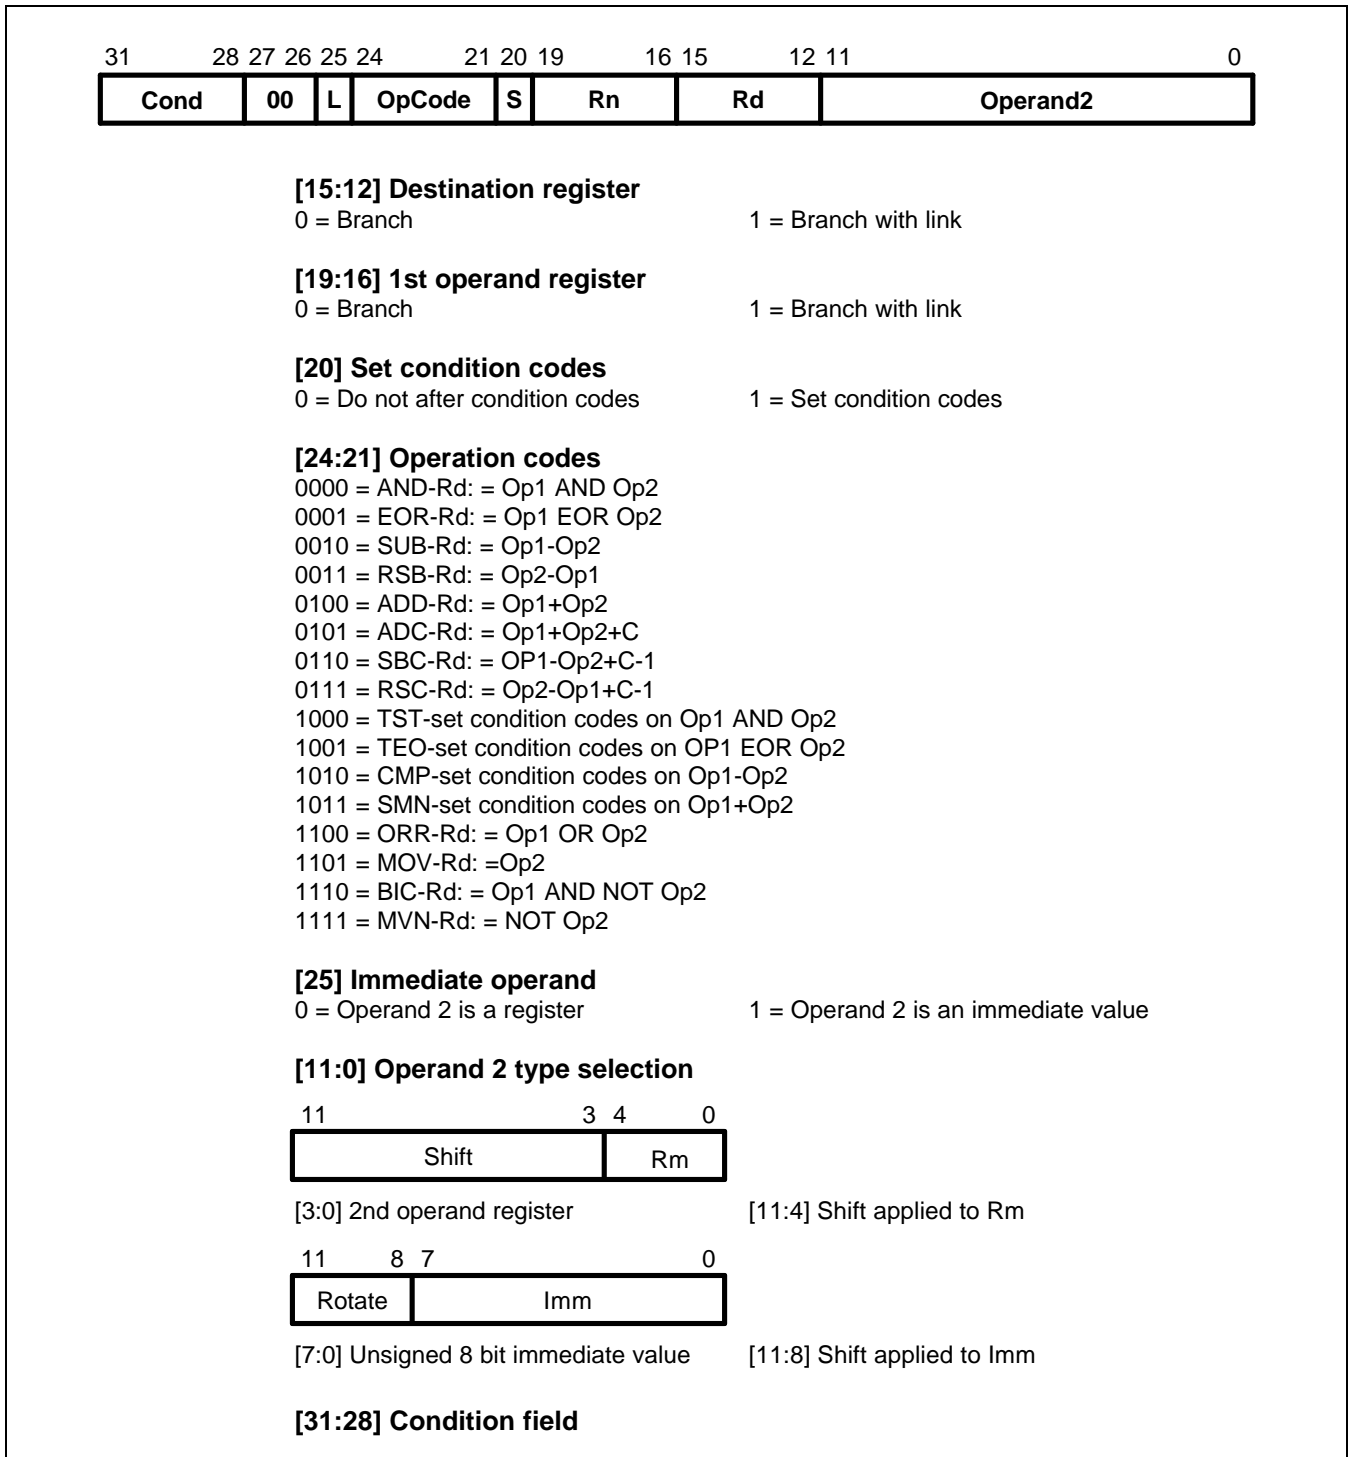 31 28 27 26 25 24 21 20 19 16 15 12 11 0
Cond 00 L OpCode S Rn Rd Operand2
[15:12] Destination register
0 = Branch 1 = Branch with link
[19:16] 1st operand register
0 = Branch 1 = Branch with link
[20] Set condition codes
0 = Do not after condition codes 1 = Set condition codes
[24:21] Operation codes
0000 = AND-Rd: = Op1 AND Op2
0001 = EOR-Rd: = Op1 EOR Op2
0010 = SUB-Rd: = Op1-Op2
0011 = RSB-Rd: = Op2-Op1
0100 = ADD-Rd: = Op1+Op2
0101 = ADC-Rd: = Op1+Op2+C
0110 = SBC-Rd: = OP1-Op2+C-1
0111 = RSC-Rd: = Op2-Op1+C-1
1000 = TST-set condition codes on Op1 AND Op2
1001 = TEO-set condition codes on OP1 EOR Op2
1010 = CMP-set condition codes on Op1-Op2
1011 = SMN-set condition codes on Op1+Op2
1100 = ORR-Rd: = Op1 OR Op2
1101 = MOV-Rd: =Op2
1110 = BIC-Rd: = Op1 AND NOT Op2
1111 = MVN-Rd: = NOT Op2
[25] Immediate operand
0 = Operand 2 is a register 1 = Operand 2 is an immediate value
[11:0] Operand 2 type selection
11 3 4 0
Shift Rm
[3:0] 2nd operand register [11:4] Shift applied to Rm
11 8 7 0
Rotate Imm
[7:0] Unsigned 8 bit immediate value [11:8] Shift applied to Imm
[31:28] Condition field